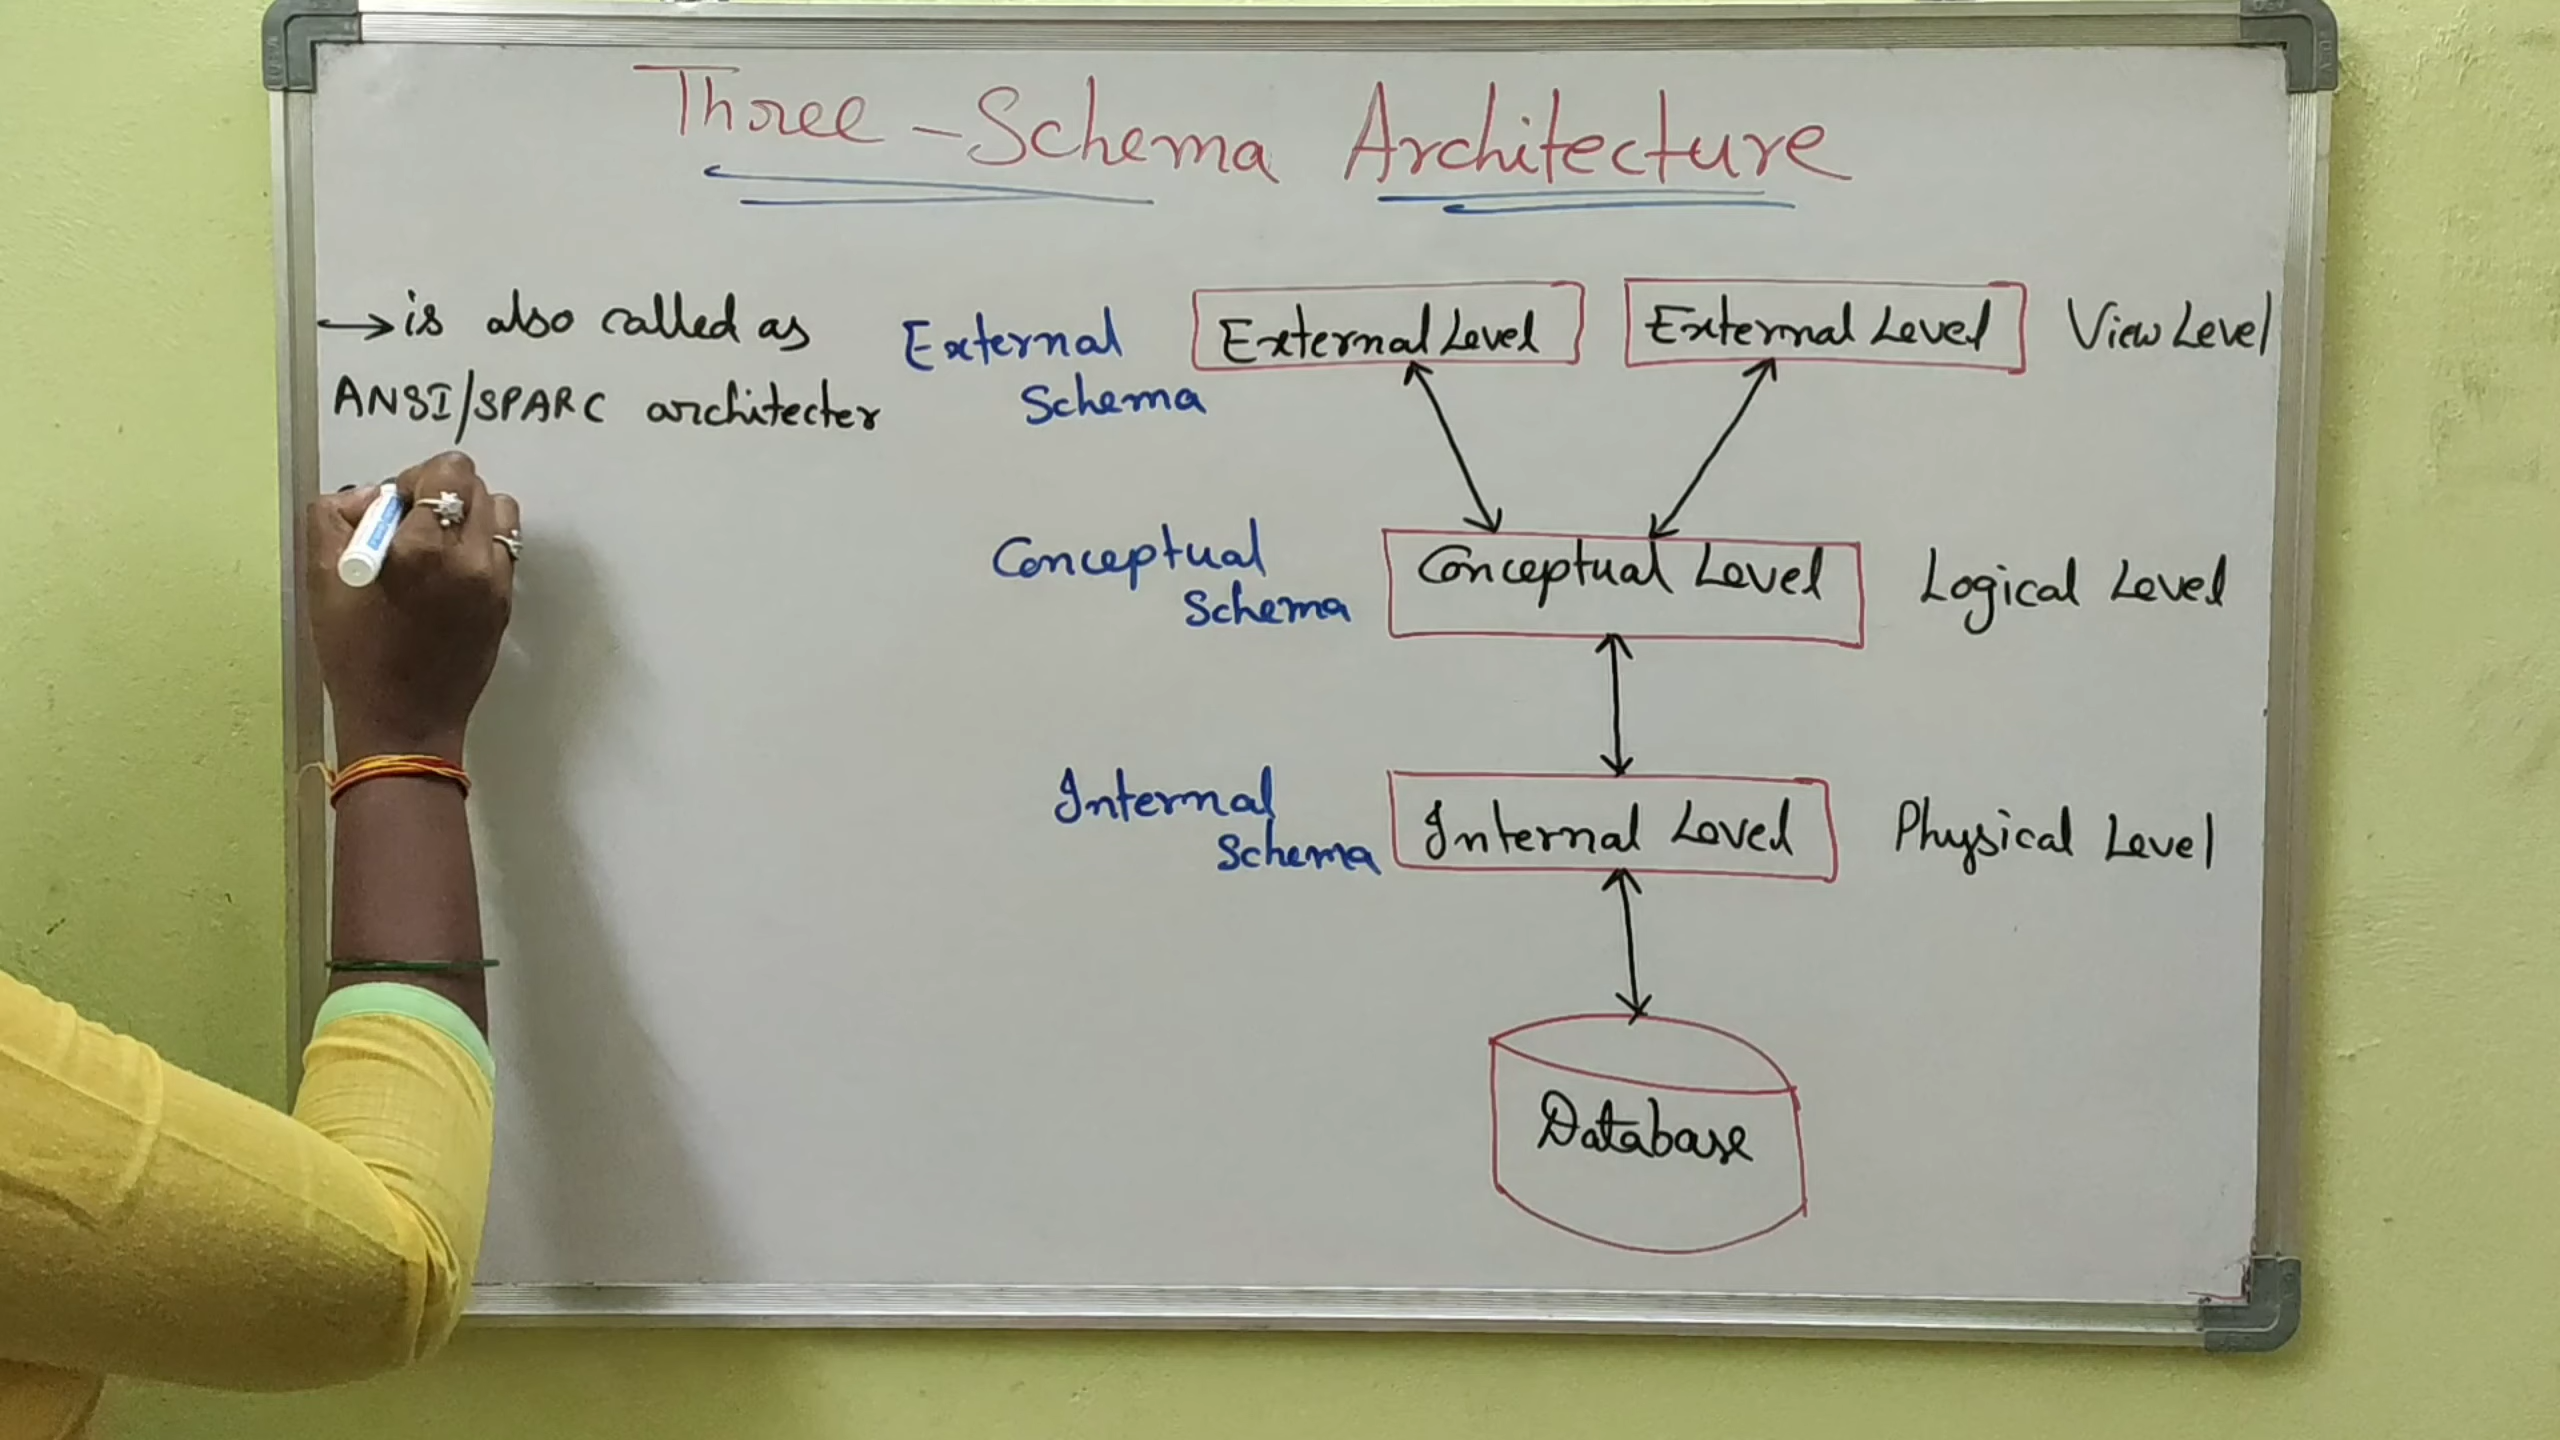 Three - Schema Architecture
→ is also called as
ANSI/SPARC architecter
External
Schema
External Level
External Level
View Level
Conceptual
Schema
Conceptual Level
Logical Level
Internal
Schema
Internal Level
Physical Level
Database